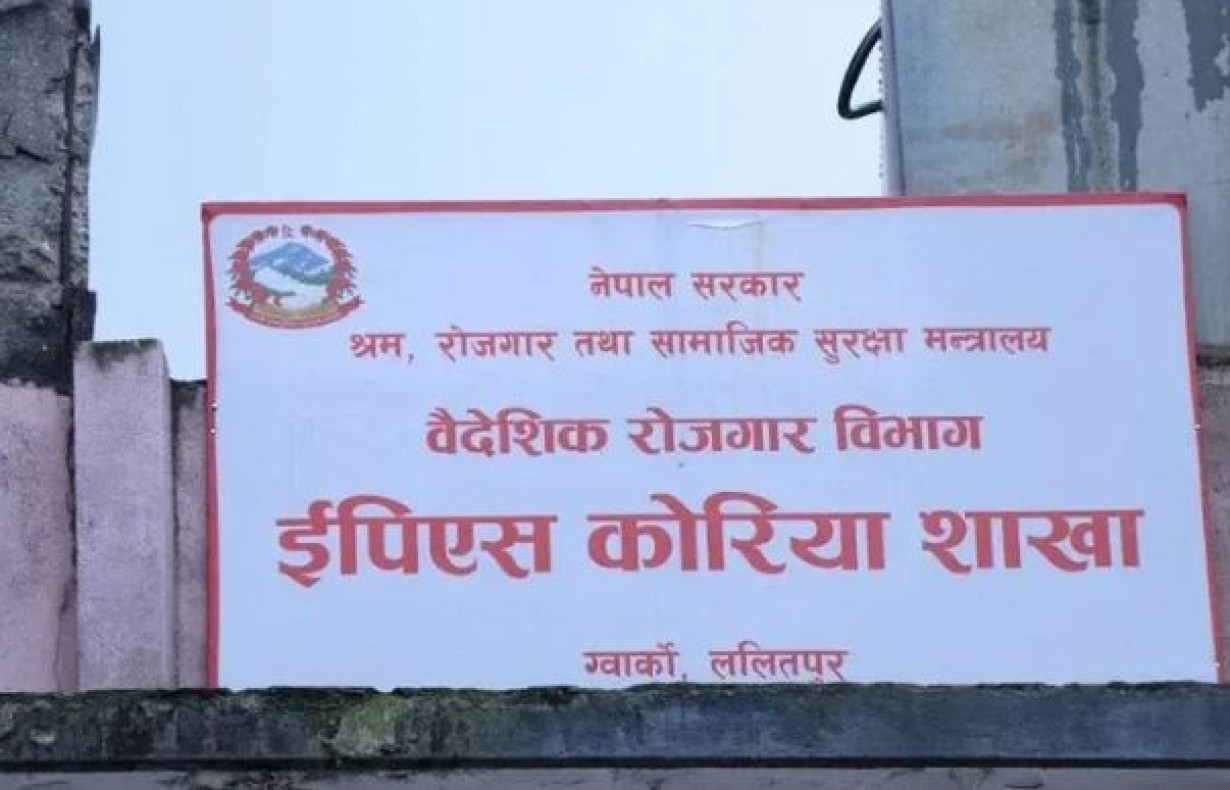 नेपाल सरकार
श्रम, रोजगार तथा सामाजिक सुरक्षा मन्त्रालय
वैदेशिक रोजगार विभाग
ईपिएस कोरिया शाखा
ग्वार्को, ललितपुर